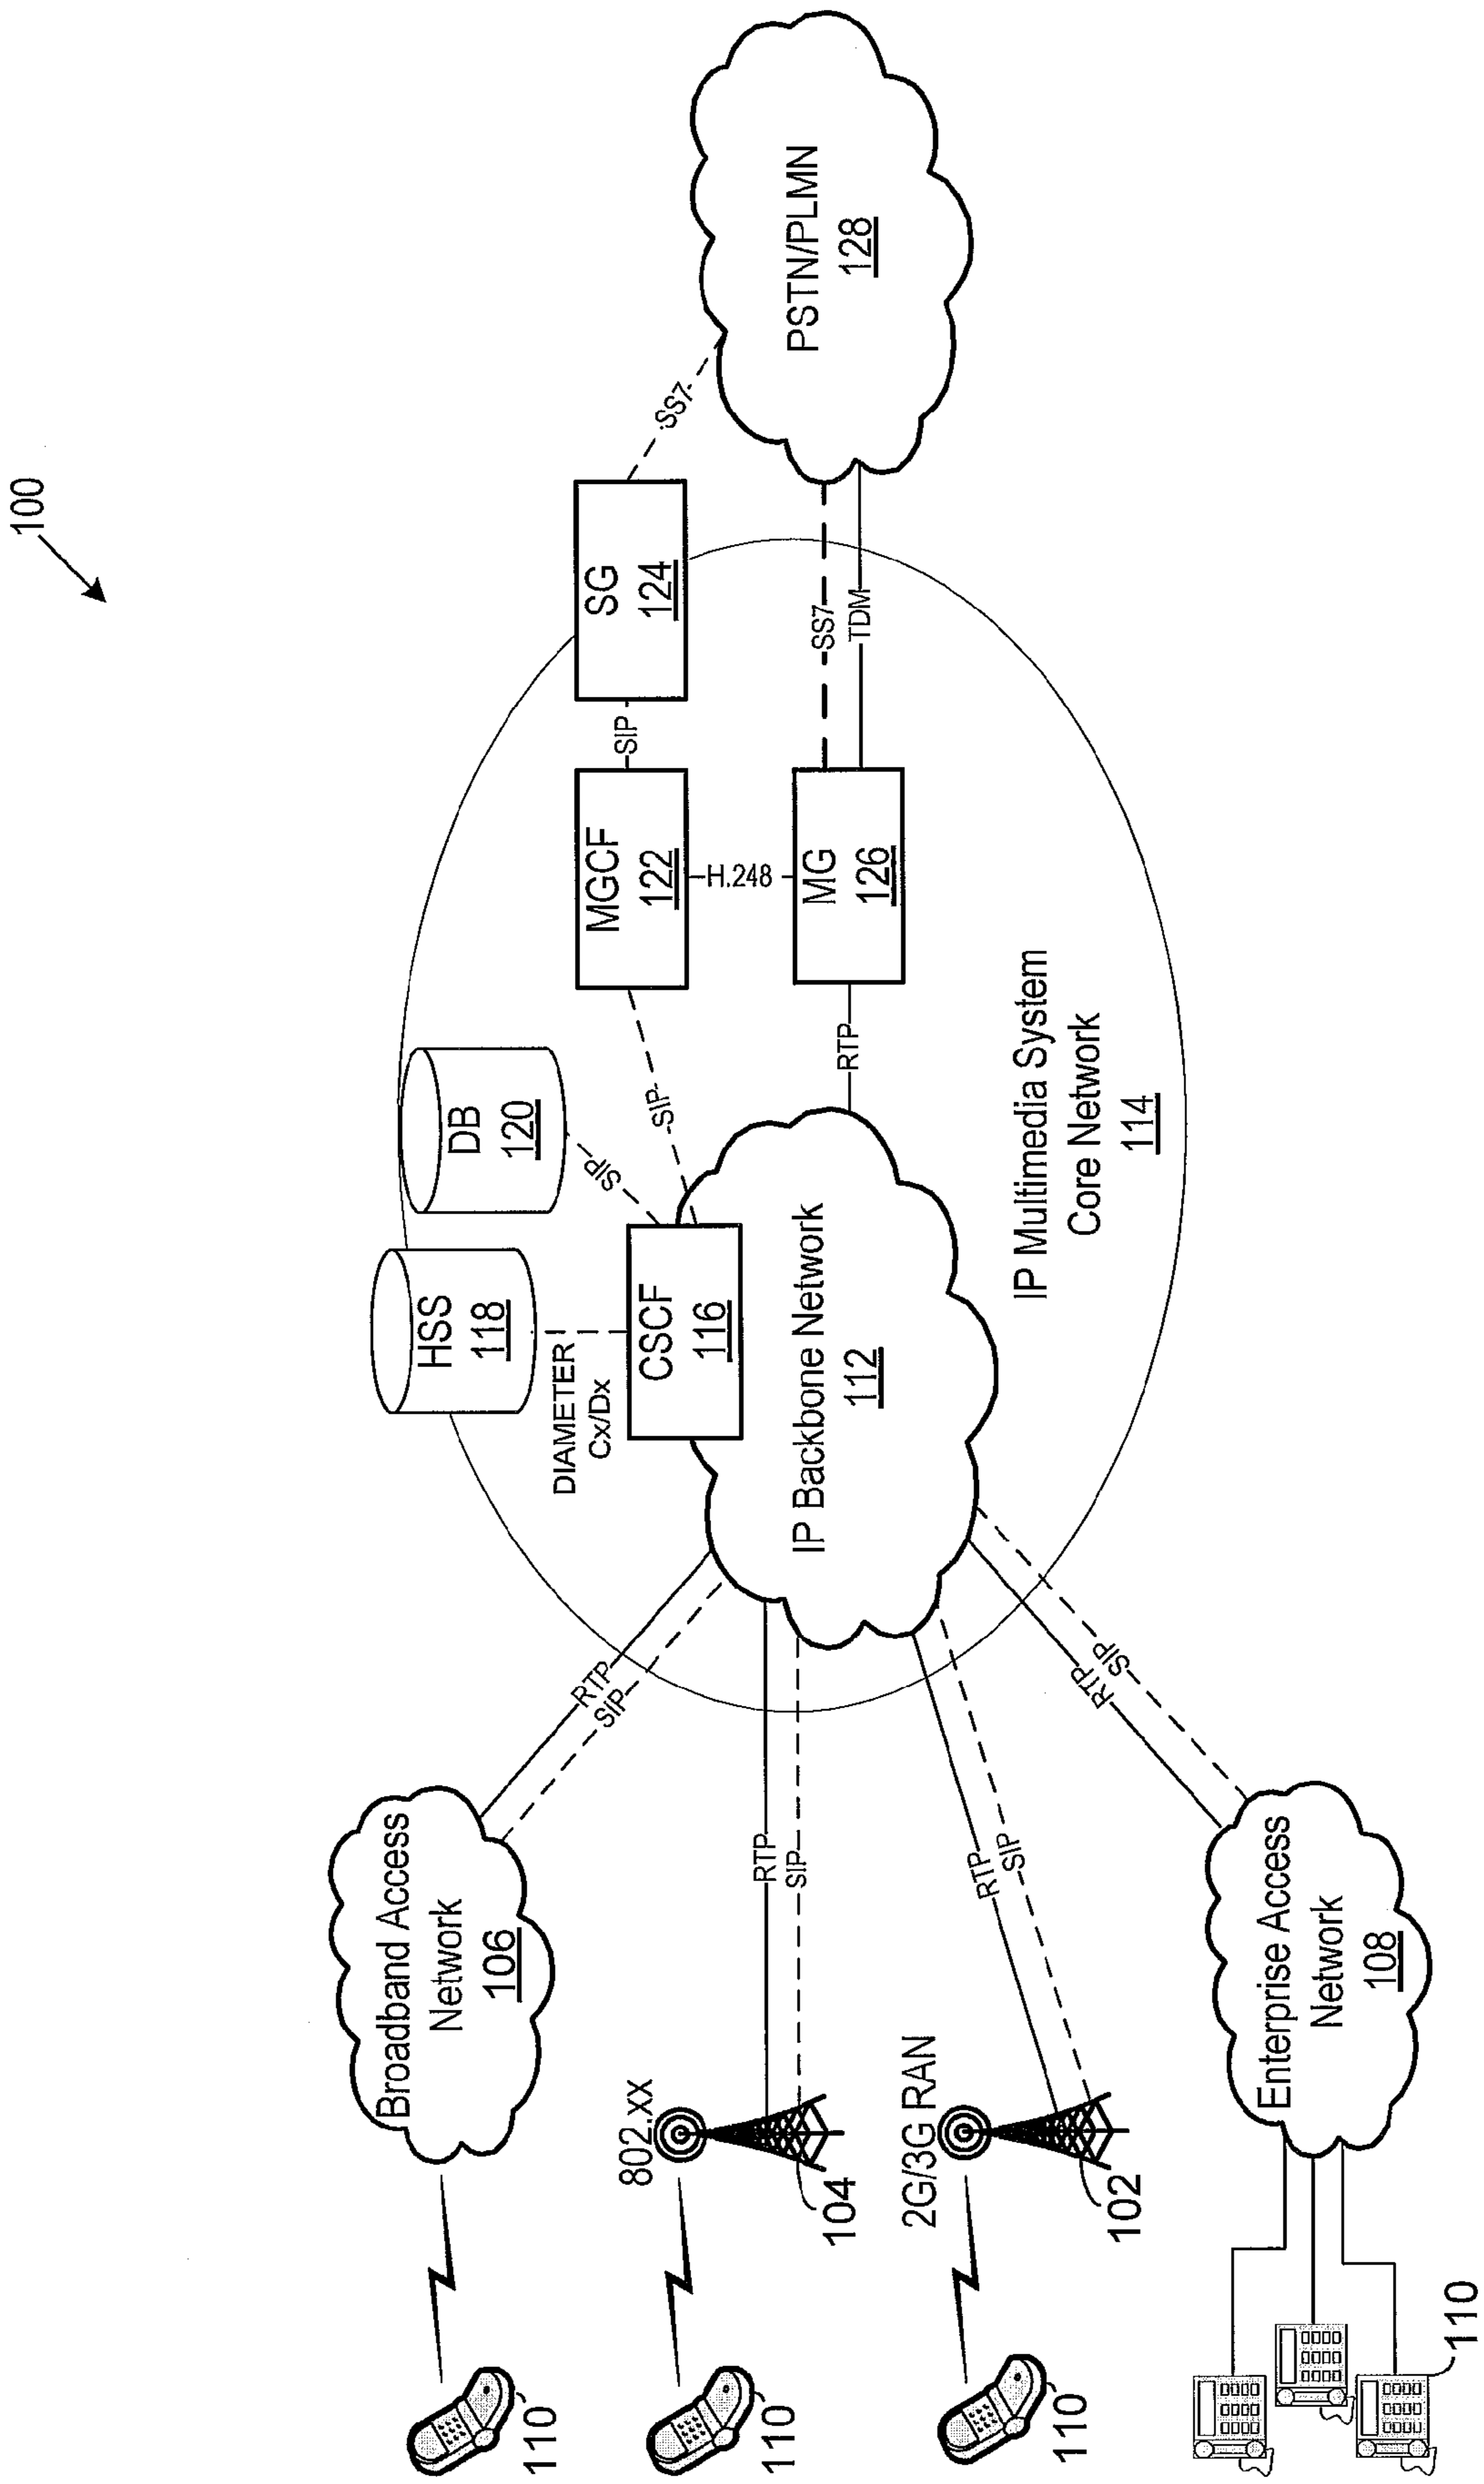 100
Broadband Access
Network
106
802.xx
104
2G/3G RAN
102
Enterprise Access
Network
108
110
110
110
110
RTP
SIP
RTP
SIP
RTP
SIP
RTP
SIP
HSS
118
DIAMETER
Cx/Dx
DB
120
SIP
CSCF
116
IP Backbone Network
112
SIP
MGCF
122
SIP
SG
124
SS7
H.248
RTP
MG
126
SS7
TDM
PSTN/PLMN
128
IP Multimedia System
Core Network
114